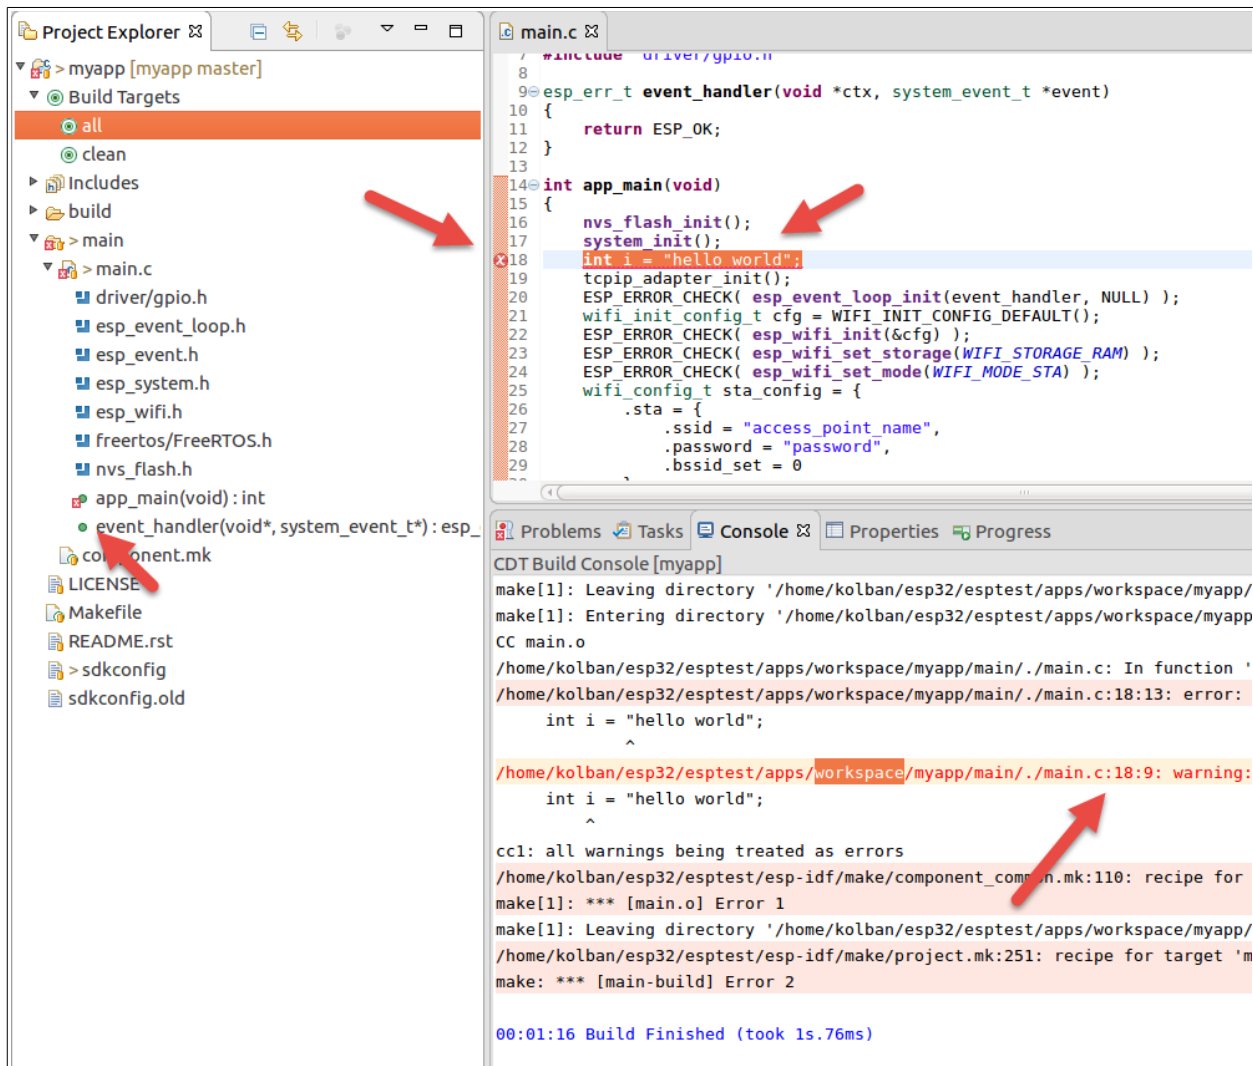 Project Explorer
> myapp [myapp master]
Build Targets
all
clean
Includes
build
> main
> main.c
driver/gpio.h
esp_event_loop.h
esp_event.h
esp_system.h
esp_wifi.h
freertos/FreeRTOS.h
nvs_flash.h
app_main(void) : int
event_handler(void*, system_event_t*) : esp_
LICENSE
Makefile
README.rst
> sdkconfig
sdkconfig.old
main.c
7 #include "driver/gpio.h"
8
9 esp_err_t event_handler(void *ctx, system_event_t *event)
10 {
11     return ESP_OK;
12 }
13
14 int app_main(void)
15 {
16     nvs_flash_init();
17     system_init();
18     int i = "hello world";
19     tcpip_adapter_init();
20     ESP_ERROR_CHECK( esp_event_loop_init(event_handler, NULL) );
21     wifi_init_config_t cfg = WIFI_INIT_CONFIG_DEFAULT();
22     ESP_ERROR_CHECK( esp_wifi_init(&cfg) );
23     ESP_ERROR_CHECK( esp_wifi_set_storage(WIFI_STORAGE_RAM) );
24     ESP_ERROR_CHECK( esp_wifi_set_mode(WIFI_MODE_STA) );
25     wifi_config_t sta_config = {
26         .sta = {
27             .ssid = "access_point_name",
28             .password = "password",
29             .bssid_set = 0
Problems Tasks Console Properties Progress
CDT Build Console [myapp]
make[1]: Leaving directory '/home/kolban/esp32/esptest/apps/workspace/myapp/
make[1]: Entering directory '/home/kolban/esp32/esptest/apps/workspace/myapp
CC main.o
/home/kolban/esp32/esptest/apps/workspace/myapp/main/./main.c: In function '
/home/kolban/esp32/esptest/apps/workspace/myapp/main/./main.c:18:13: error:
int i = "hello world";
^
/home/kolban/esp32/esptest/apps/workspace/myapp/main/./main.c:18:9: warning:
int i = "hello world";
^
cc1: all warnings being treated as errors
/home/kolban/esp32/esptest/esp-idf/make/component_common.mk:110: recipe for
make[1]: *** [main.o] Error 1
make[1]: Leaving directory '/home/kolban/esp32/esptest/apps/workspace/myapp/
/home/kolban/esp32/esptest/esp-idf/make/project.mk:251: recipe for target 'm
make: *** [main-build] Error 2
00:01:16 Build Finished (took 1s.76ms)